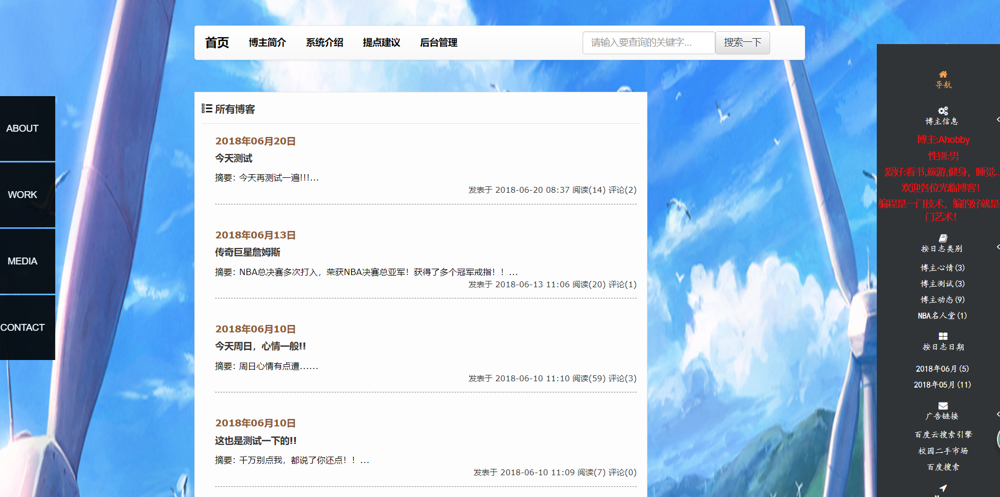 首页 博主简介 系统介绍 提点建议 后台管理 请输入要查询的关键字... 搜索一下
ABOUT
WORK
MEDIA
CONTACT
所有博客
2018年06月20日
今天测试
摘要：今天再测试一遍!!!...
发表于 2018-06-20 08:37 阅读(14) 评论(2)
2018年06月13日
传奇巨星詹姆斯
摘要：NBA总决赛多次打入，荣获NBA决赛总亚军！获得了多个冠军戒指！！...
发表于 2018-06-13 11:06 阅读(20) 评论(1)
2018年06月10日
今天周日，心情一般!!
摘要：周日心情有点遭......
发表于 2018-06-10 11:10 阅读(59) 评论(3)
2018年06月10日
这也是测试一下的!!
摘要：千万别点我，都说了你还点！！...
发表于 2018-06-10 11:09 阅读(7) 评论(0)
导航
博主信息
博主:Ahobby
性别:男
爱好:看书,旅游,健身，睡觉..
欢迎各位光临博客！
编程是一门技术，编的好就是
门艺术！
按日志类别
博主心情(3)
博主测试(3)
博主动态(9)
NBA名人堂(1)
按日志日期
2018年06月(5)
2018年05月(11)
广告链接
百度云搜索引擎
校园二手市场
百度搜索